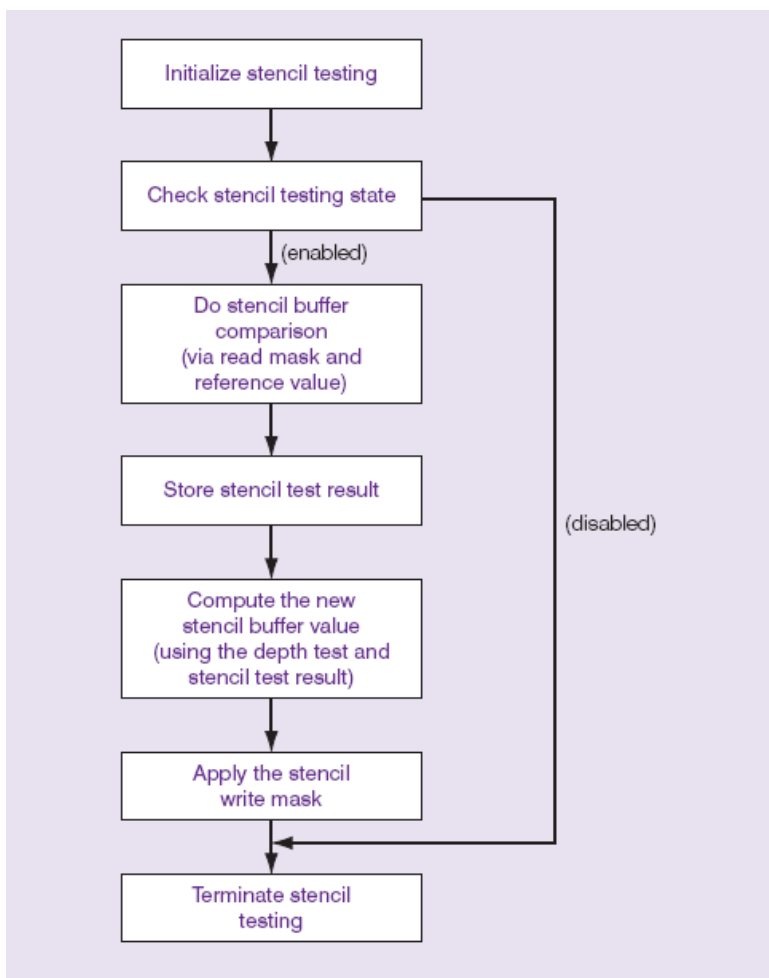 Initialize stencil testing
Check stencil testing state
(enabled)
Do stencil buffer
comparison
(via read mask and
reference value)
Store stencil test result
(disabled)
Compute the new
stencil buffer value
(using the depth test and
stencil test result)
Apply the stencil
write mask
Terminate stencil
testing